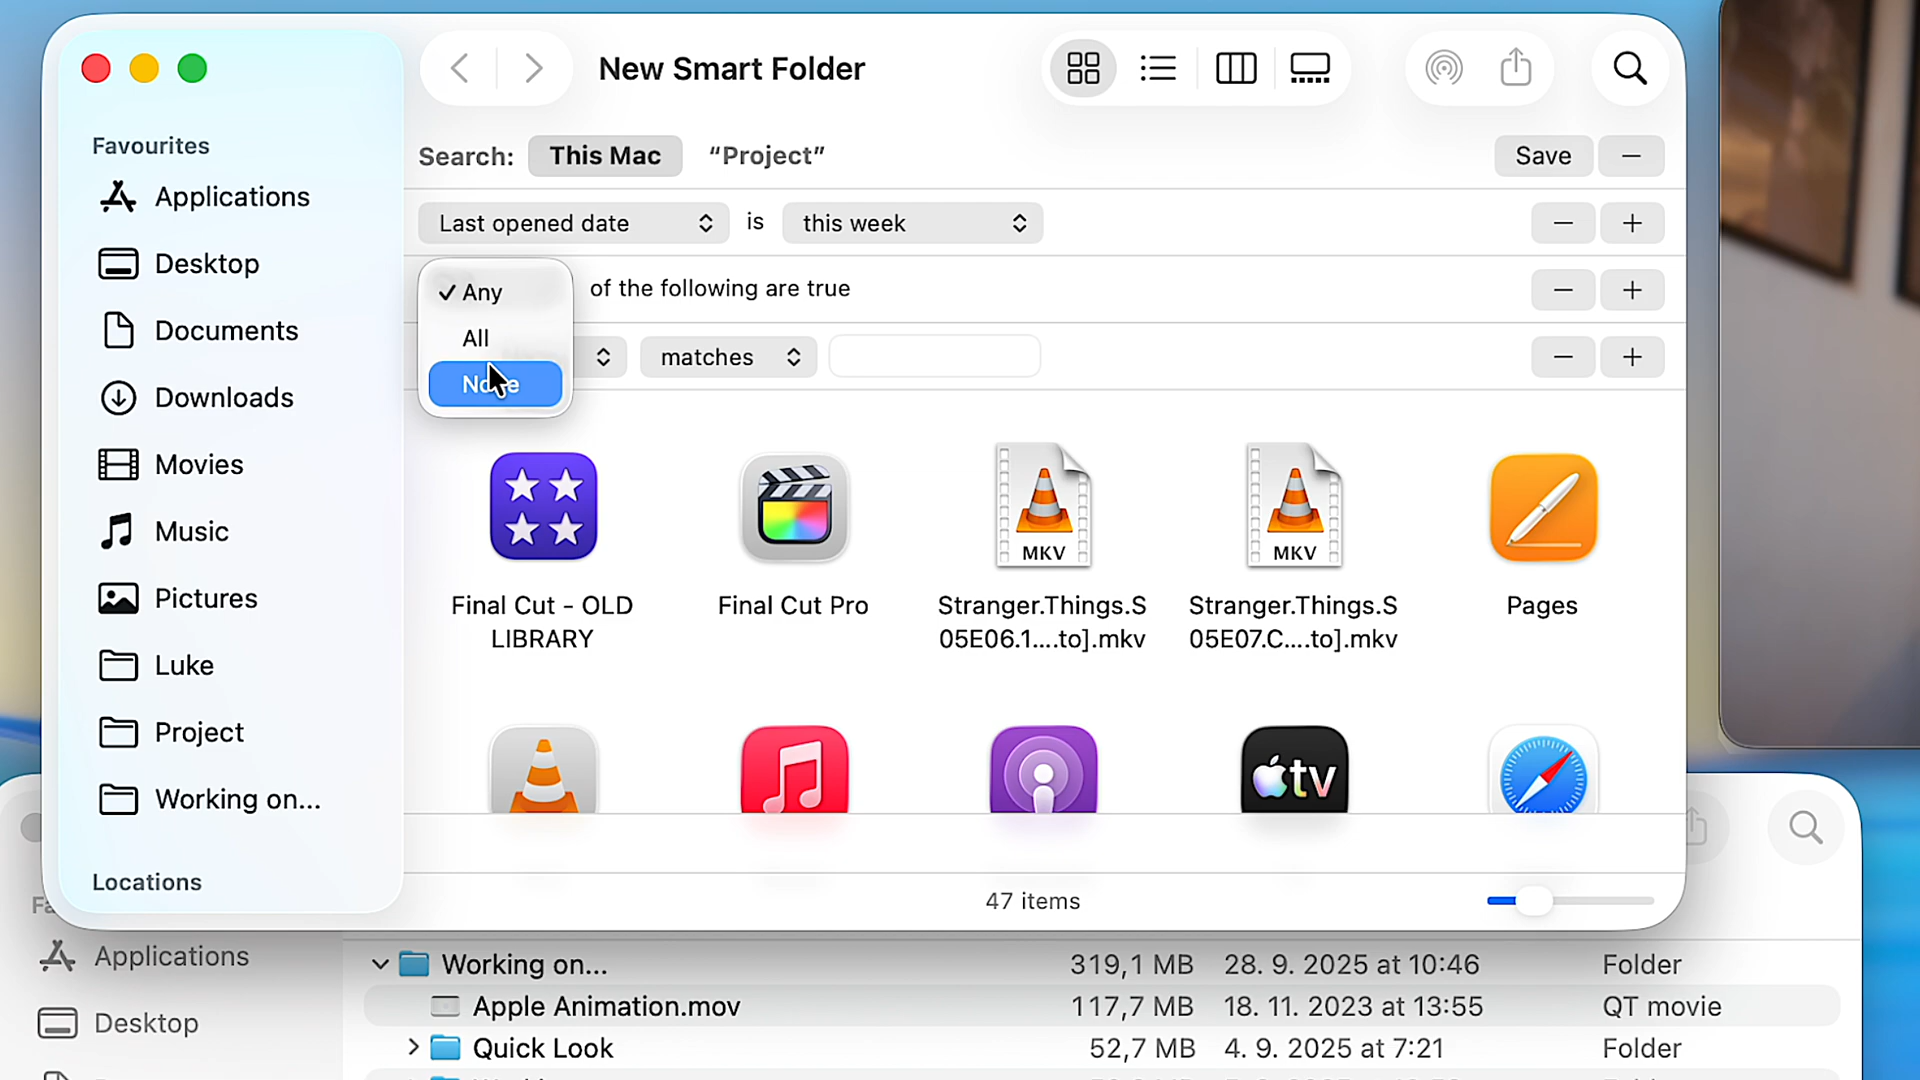 New Smart Folder
Favourites
Applications
Desktop
Documents
Downloads
Movies
Music
Pictures
Luke
Project
Working on...
Locations
Search: This Mac “Project” Save
Last opened date is this week
Any of the following are true
All
None
matches
MKV
MKV
Final Cut - OLD LIBRARY
Final Cut Pro
Stranger.Things.S
05E06.1....to].mkv
Stranger.Things.S
05E07.C....to].mkv
Pages
tv
47 items
Applications
Desktop
Working on... 319,1 MB 28. 9. 2025 at 10:46 Folder
Apple Animation.mov 117,7 MB 18. 11. 2023 at 13:55 QT movie
Quick Look 52,7 MB 4. 9. 2025 at 7:21 Folder